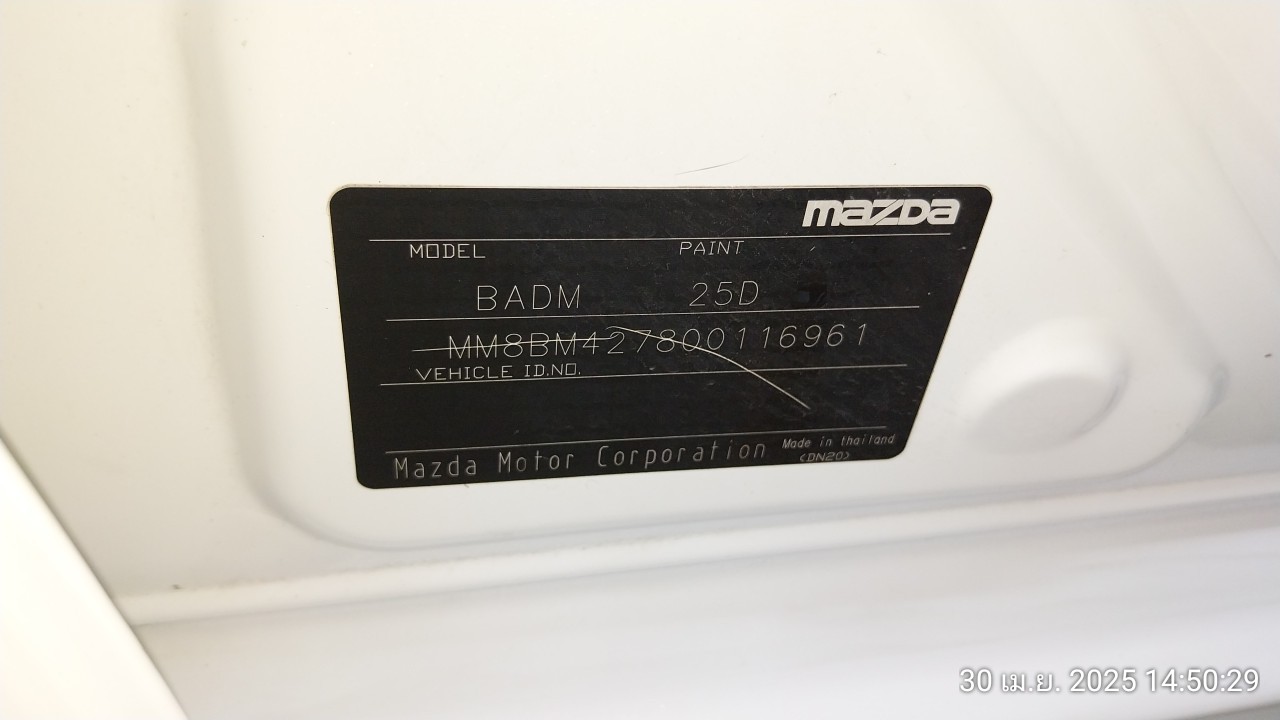 mazda
MODEL PAINT
BADM 25D
MM8BM427800116961
VEHICLE ID.NO.
Mazda Motor Corporation Made in thailand
<DN20>
30 เม.ย. 2025 14:50:29